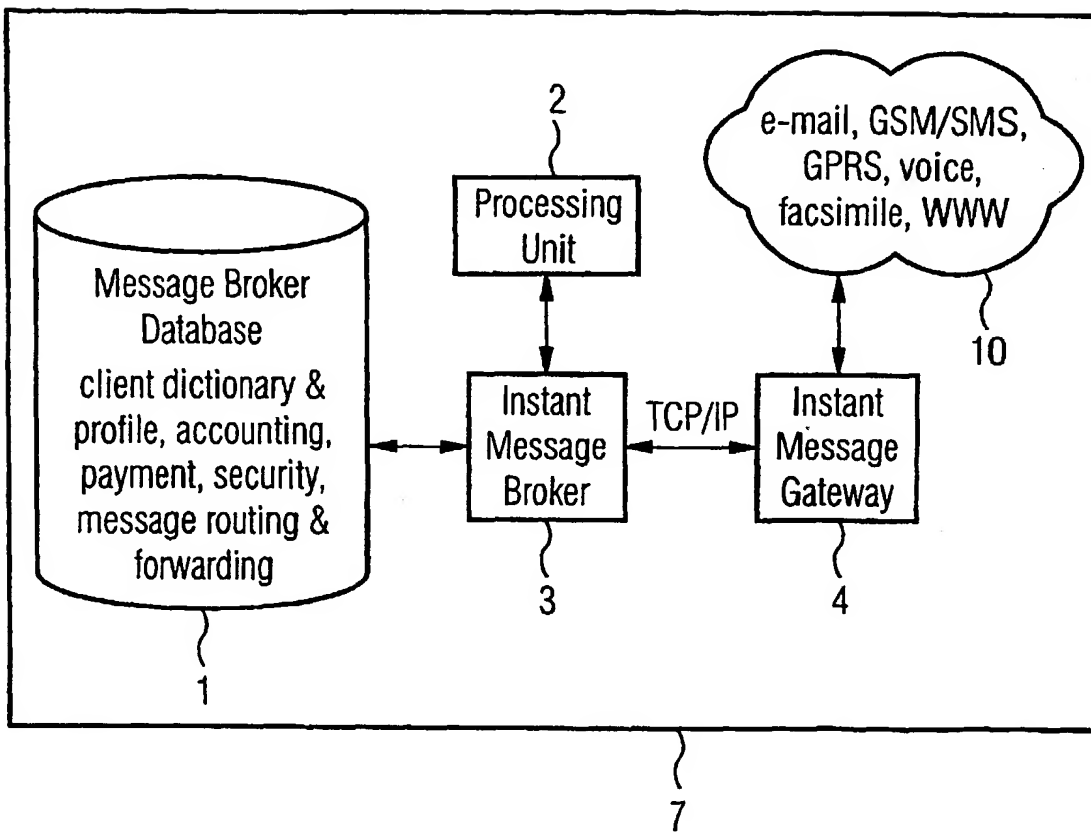 2
e-mail, GSM/SMS,
GPRS, voice,
facsimile, WWW
10
Processing
Unit
Message Broker
Database
client dictionary &
profile, accounting,
payment, security,
message routing &
forwarding
1
Instant
Message
Broker
3
TCP/IP
Instant
Message
Gateway
4
7